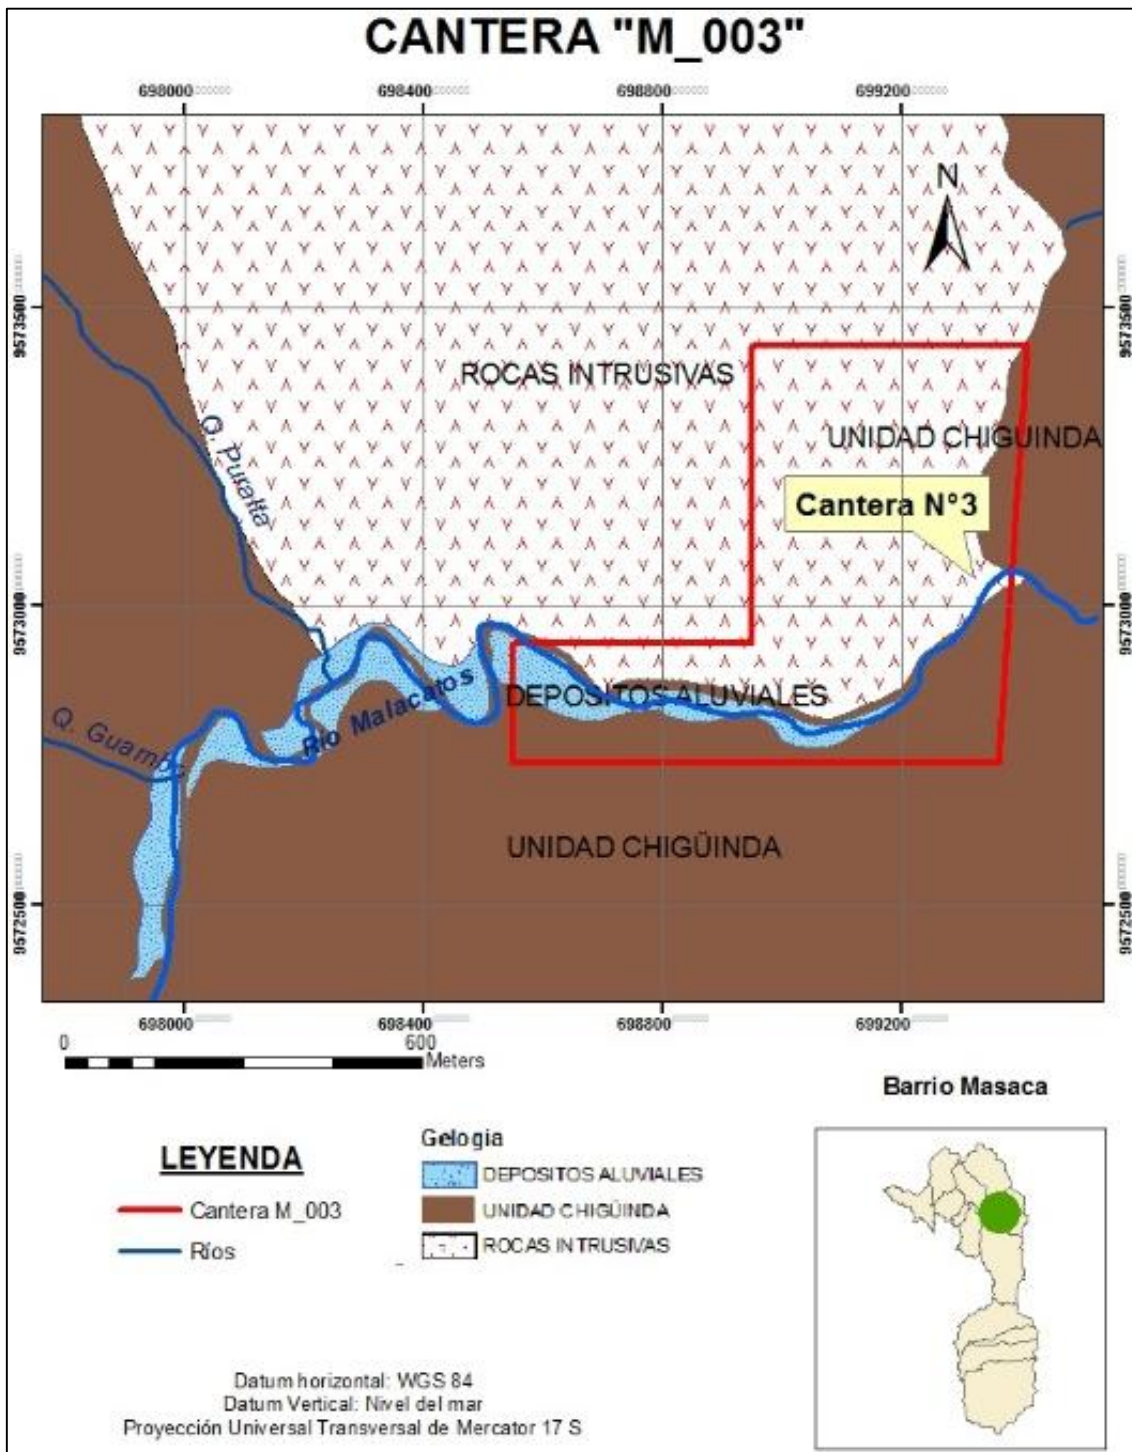 CANTERA "M_003"
698000 698400 698800 699200
9573500 9573500
N
ROCAS INTRUSIVAS
UNIDAD CHIGÜINDA
Q. Puralta
Cantera N°3
9573000 9573000
DEPOSITOS ALUVIALES
Río Malacatos
Q. Guambo
UNIDAD CHIGÜINDA
9572500 9572500
698000 698400 698800 699200
0 600
Meters
Barrio Masaca
LEYENDA
Cantera M_003
Ríos
Gelogia
DEPOSITOS ALUVIALES
UNIDAD CHIGÜINDA
ROCAS INTRUSIVAS
Datum horizontal: WGS 84
Datum Vertical: Nivel del mar
Proyección Universal Transversal de Mercator 17 S